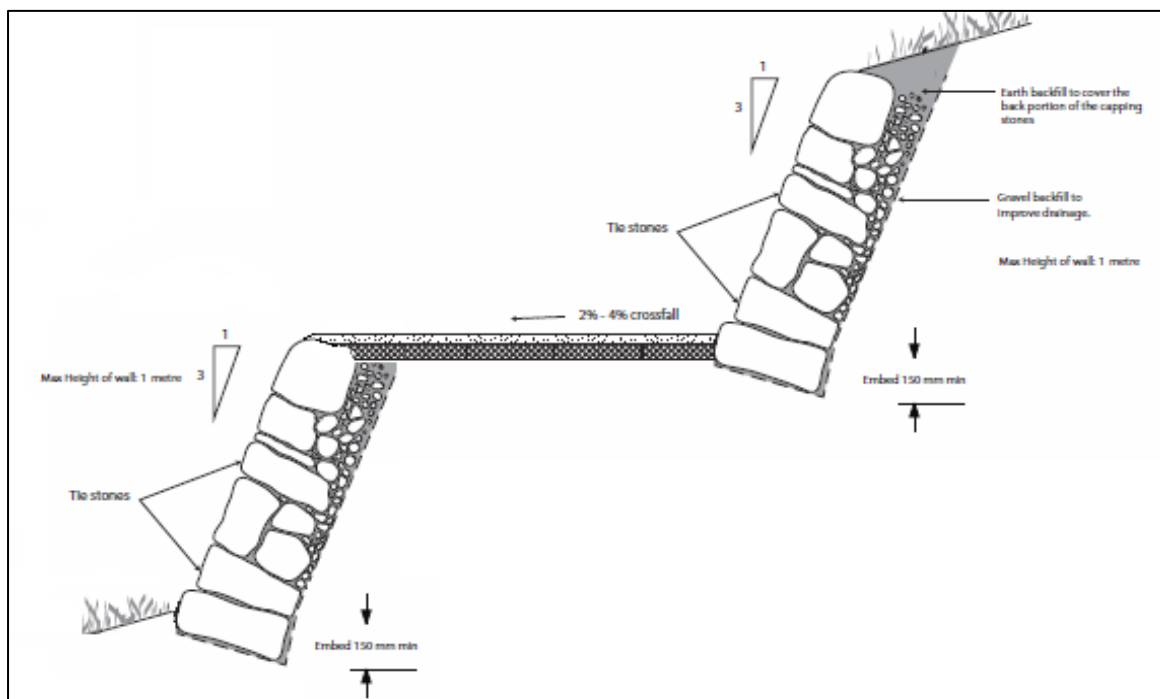 1
3
Earth backfill to cover the
back portion of the capping
stones
Gravel backfill to
improve drainage.
Tie stones
Max Height of wall: 1 metre
2% - 4% crossfall
1
3
Max Height of wall: 1 metre
Embed 150 mm min
Tie stones
Embed 150 mm min